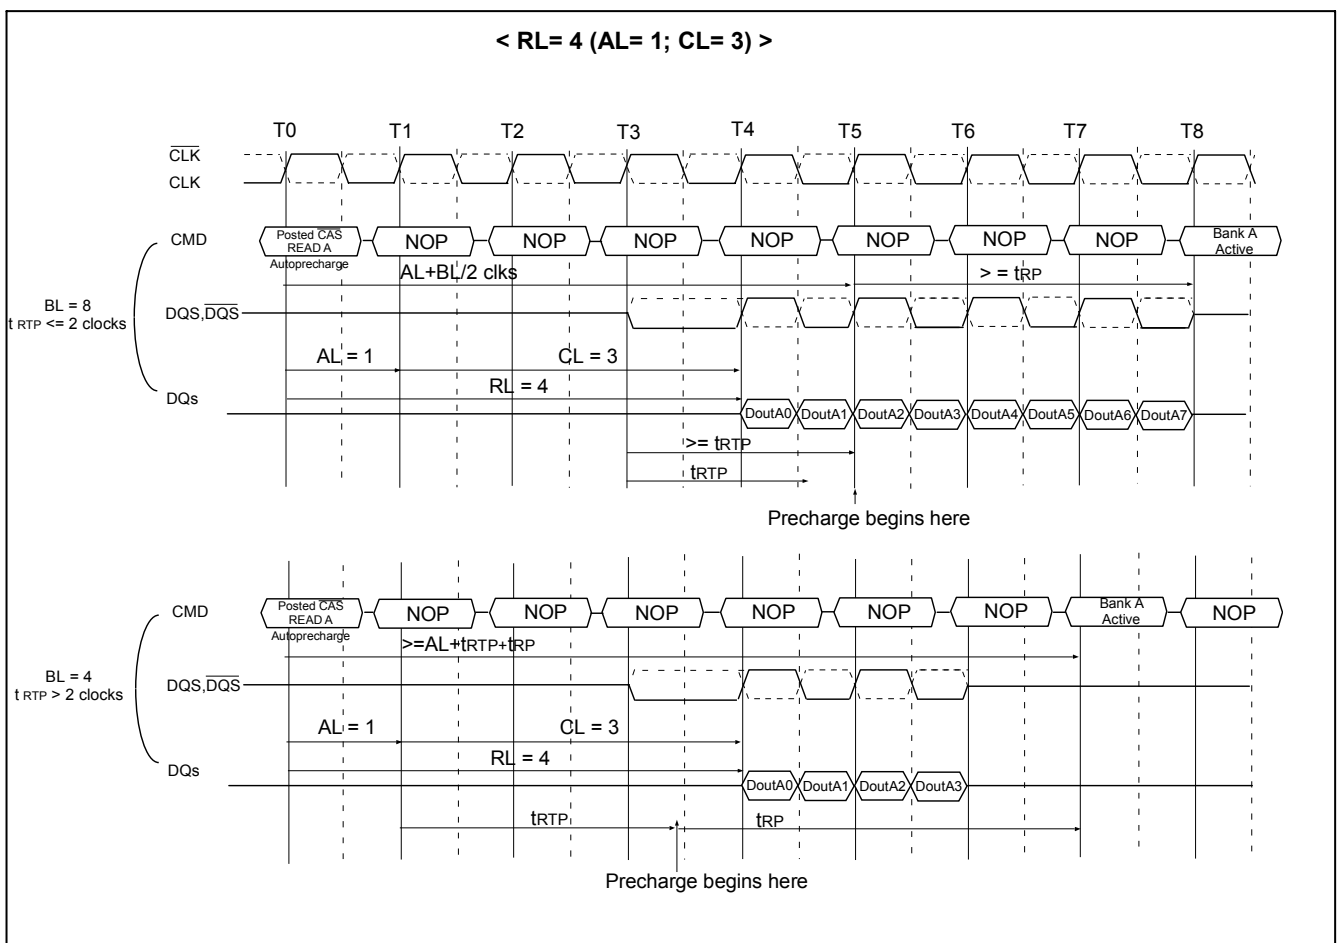 < RL= 4 (AL= 1; CL= 3) >
T0 T1 T2 T3 T4 T5 T6 T7 T8
CLK
CLK
CMD
Posted CAS
READ A
Autoprecharge
NOP NOP NOP NOP NOP NOP NOP
Bank A
Active
AL+BL/2 clks
> = tRP
BL = 8
t RTP <= 2 clocks
DQS,DQS
AL = 1
CL = 3
RL = 4
DQs
DoutA0 DoutA1 DoutA2 DoutA3 DoutA4 DoutA5 DoutA6 DoutA7
>= tRTP
tRTP
Precharge begins here
CMD
Posted CAS
READ A
Autoprecharge
NOP NOP NOP NOP NOP NOP
Bank A
Active
NOP
>=AL+tRTP+tRP
BL = 4
t RTP > 2 clocks
DQS,DQS
AL = 1
CL = 3
RL = 4
DQs
DoutA0 DoutA1 DoutA2 DoutA3
tRTP
tRP
Precharge begins here